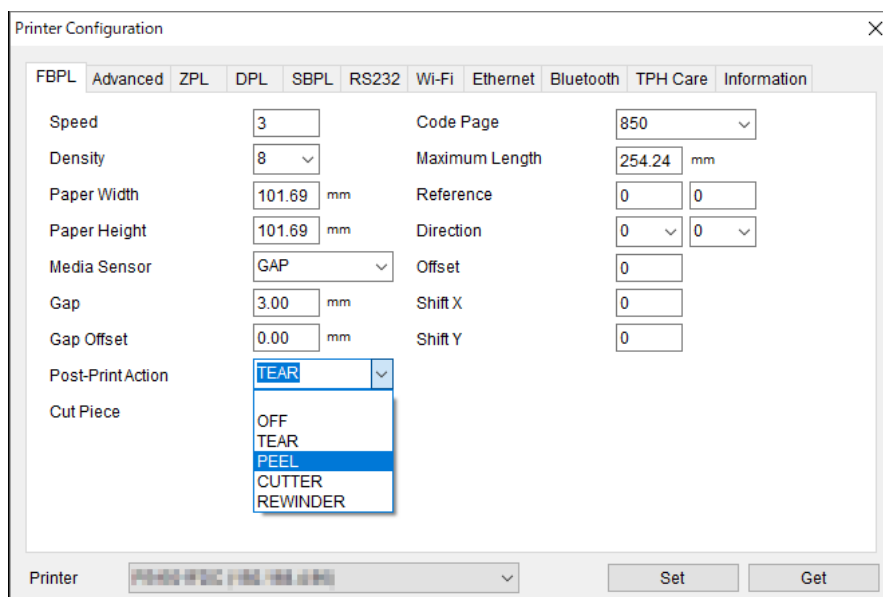 Printer Configuration
FBPL Advanced ZPL DPL SBPL RS232 Wi-Fi Ethernet Bluetooth TPH Care Information
Speed 3 Code Page 850
Density 8 Maximum Length 254.24 mm
Paper Width 101.69 mm Reference 0 0
Paper Height 101.69 mm Direction 0 0
Media Sensor GAP Offset 0
Gap 3.00 mm Shift X 0
Gap Offset 0.00 mm Shift Y 0
Post-Print Action TEAR
Cut Piece
OFF
TEAR
PEEL
CUTTER
REWINDER
Printer Set Get